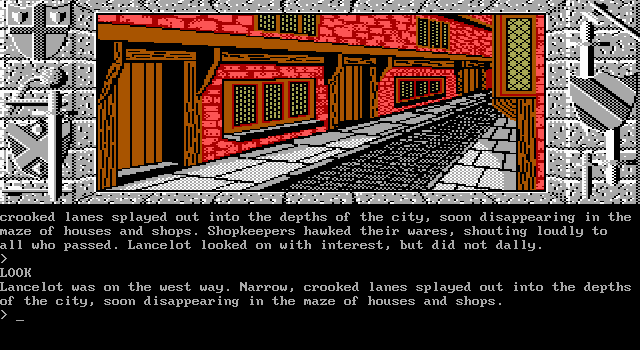 crooked lanes splayed out into the depths of the city, soon disappearing in the
maze of houses and shops. Shopkeepers hawked their wares, shouting loudly to
all who passed. Lancelot looked on with interest, but did not dally.
>
LOOK
Lancelot was on the west way. Narrow, crooked lanes splayed out into the depths
of the city, soon disappearing in the maze of houses and shops.
> _